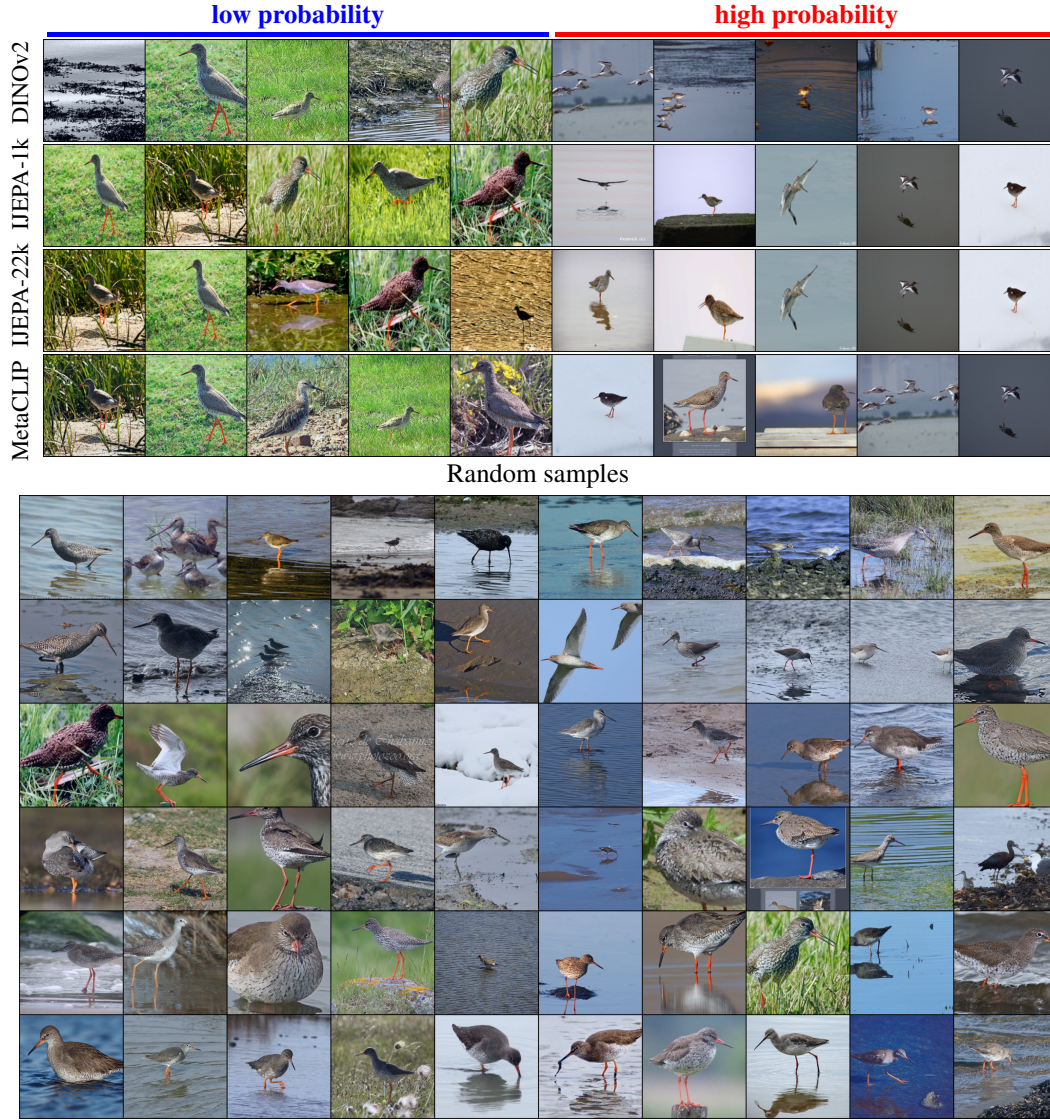 low probability
high probability
DINOv2
IJEPA-1k
IJEPA-22k
MetaCLIP
Random samples